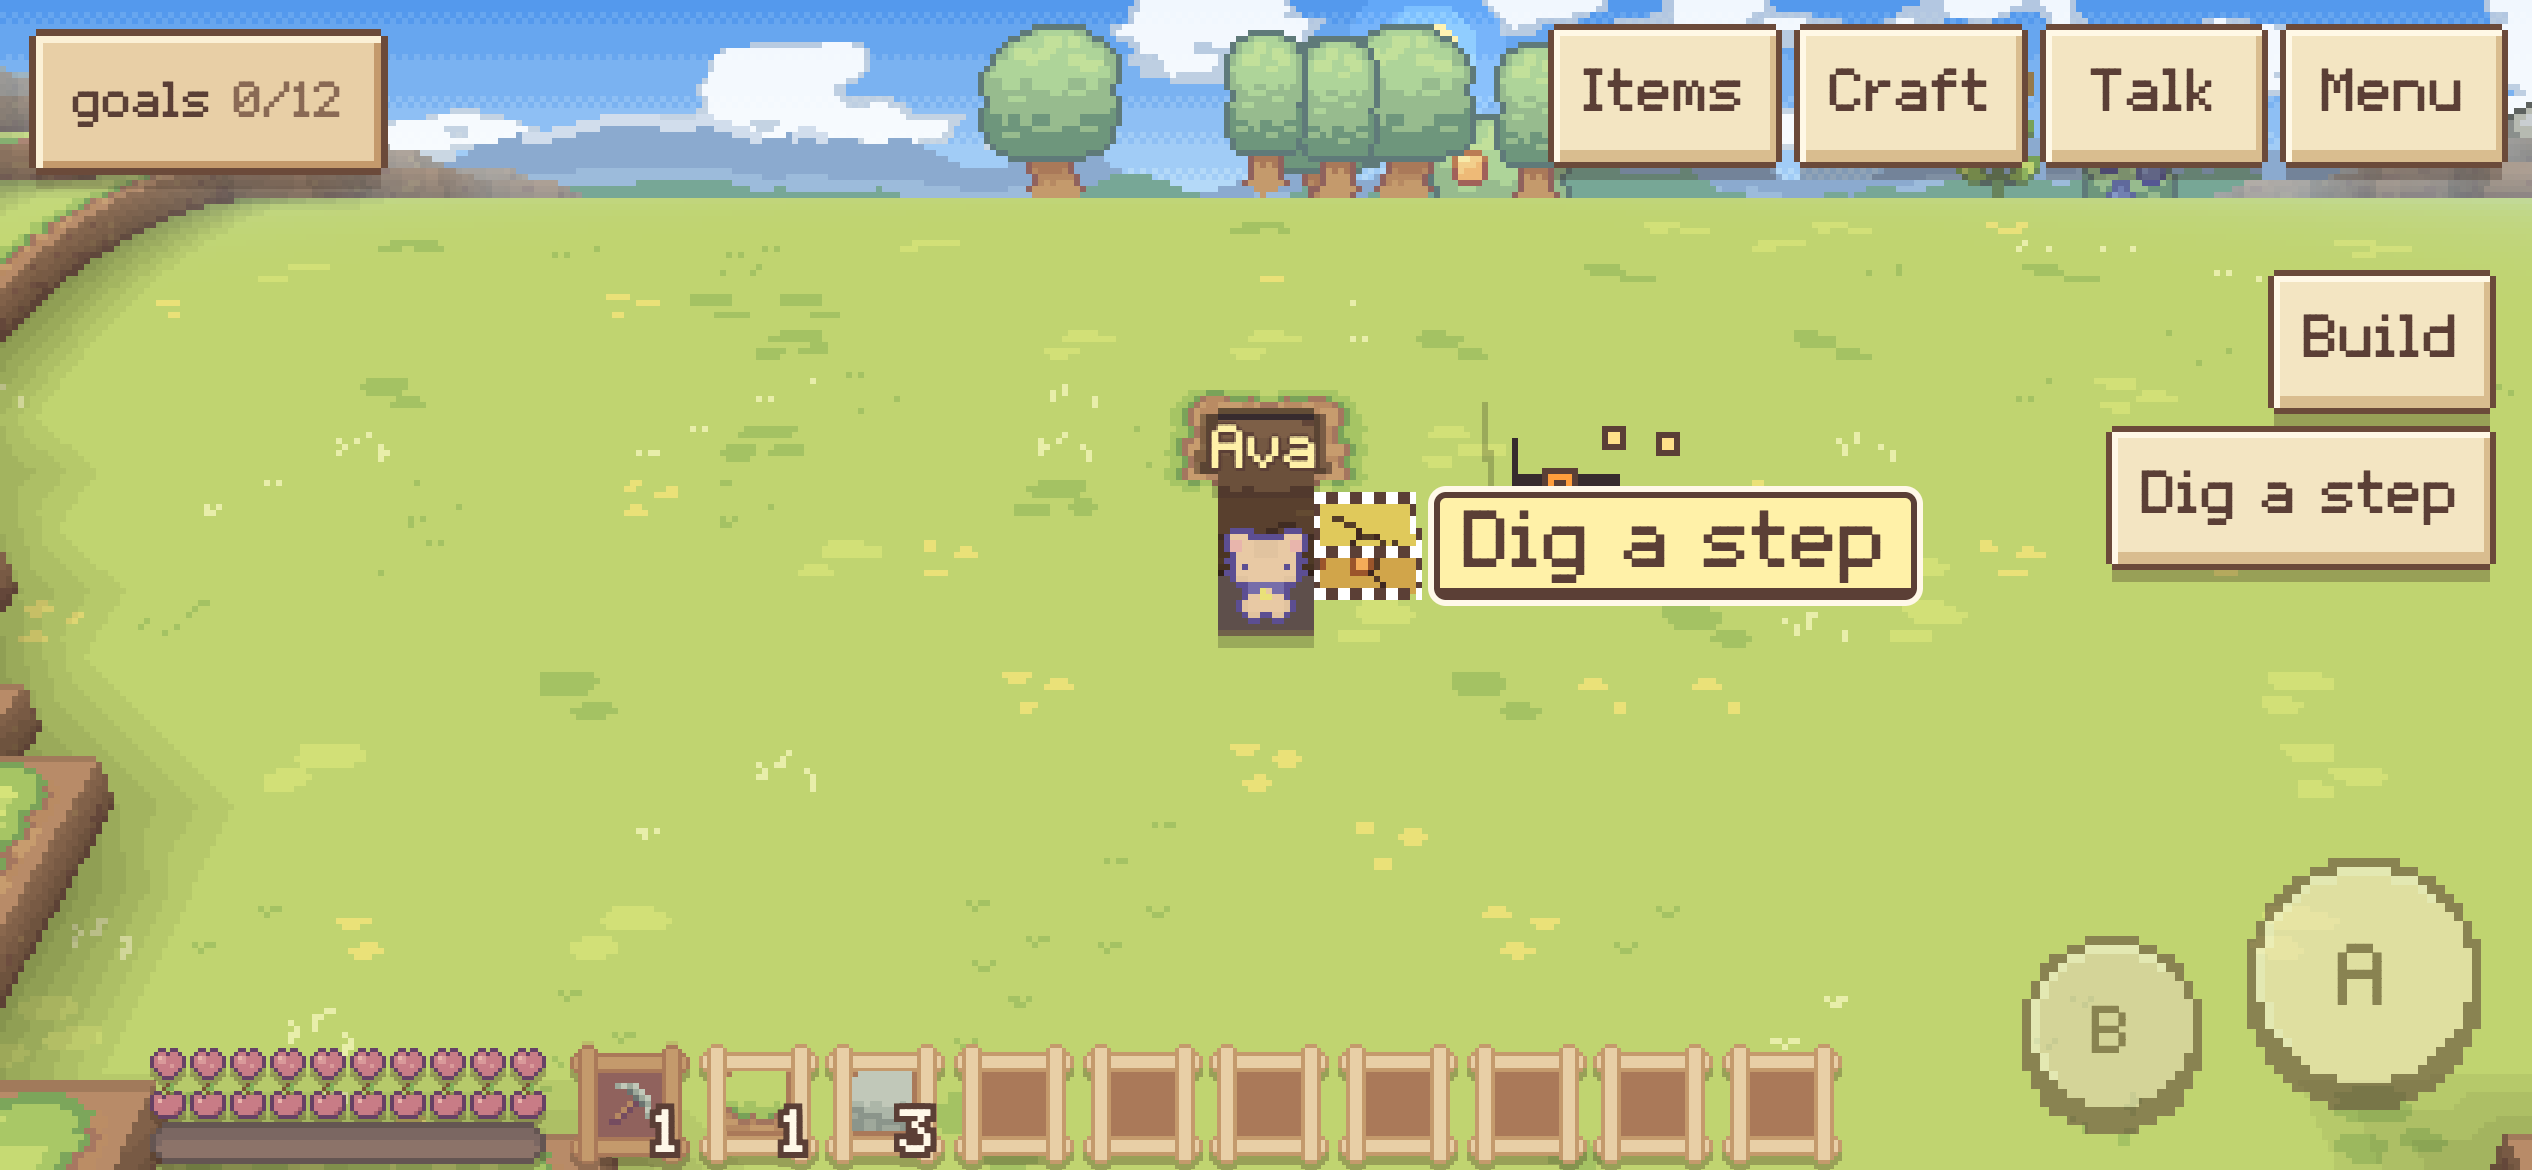 goals 0/12
Items
Craft
Talk
Menu
Build
Ava
Dig a step
Dig a step
A
B
1
1
3